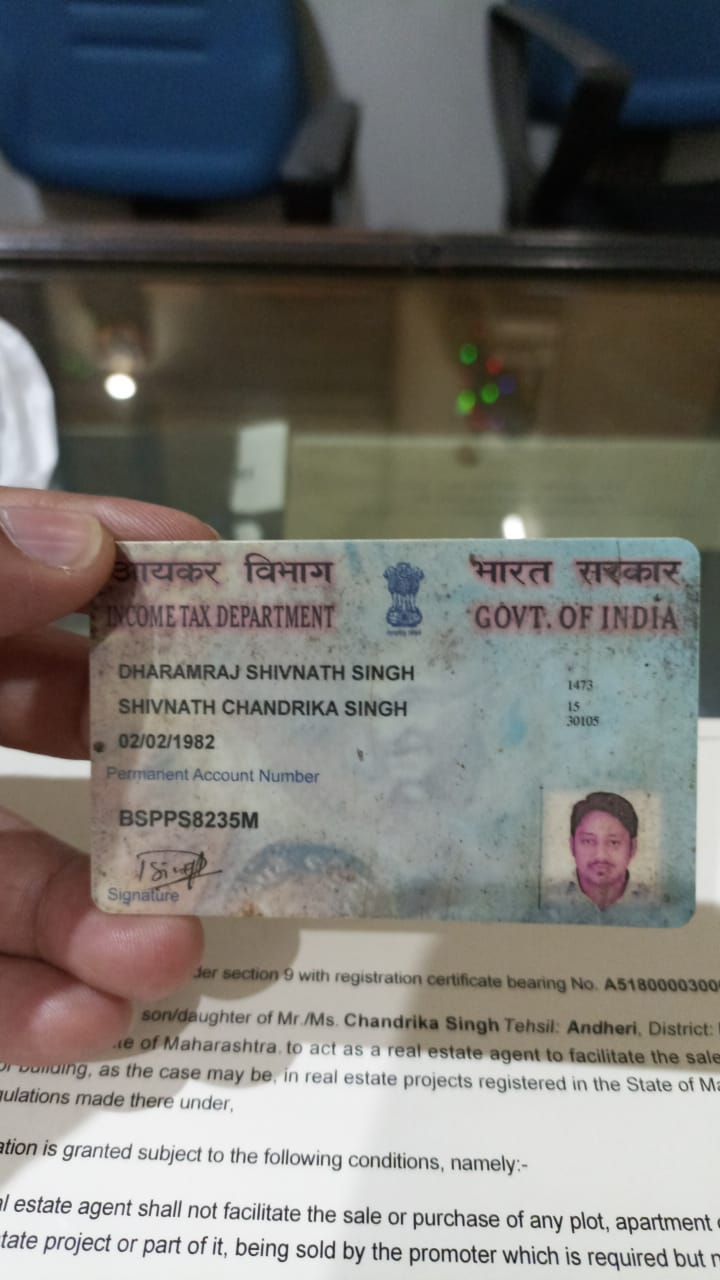 आयकर विभाग भारत सरकार
INCOME TAX DEPARTMENT GOVT. OF INDIA
DHARAMRAJ SHIVNATH SINGH
1473
SHIVNATH CHANDRIKA SINGH
15
30105
02/02/1982
Permanent Account Number
BSPPS8235M
Signature
section 9 with registration certificate bearing No. A5180000300
son/daughter of Mr./Ms. Chandrika Singh Tehsil: Andheri, District:
of Maharashtra. to act as a real estate agent to facilitate the sale
building, as the case may be, in real estate projects registered in the State of
made there under,
is granted subject to the following conditions, namely:-
estate agent shall not facilitate the sale or purchase of any plot, apartment
project or part of it, being sold by the promoter which is required but